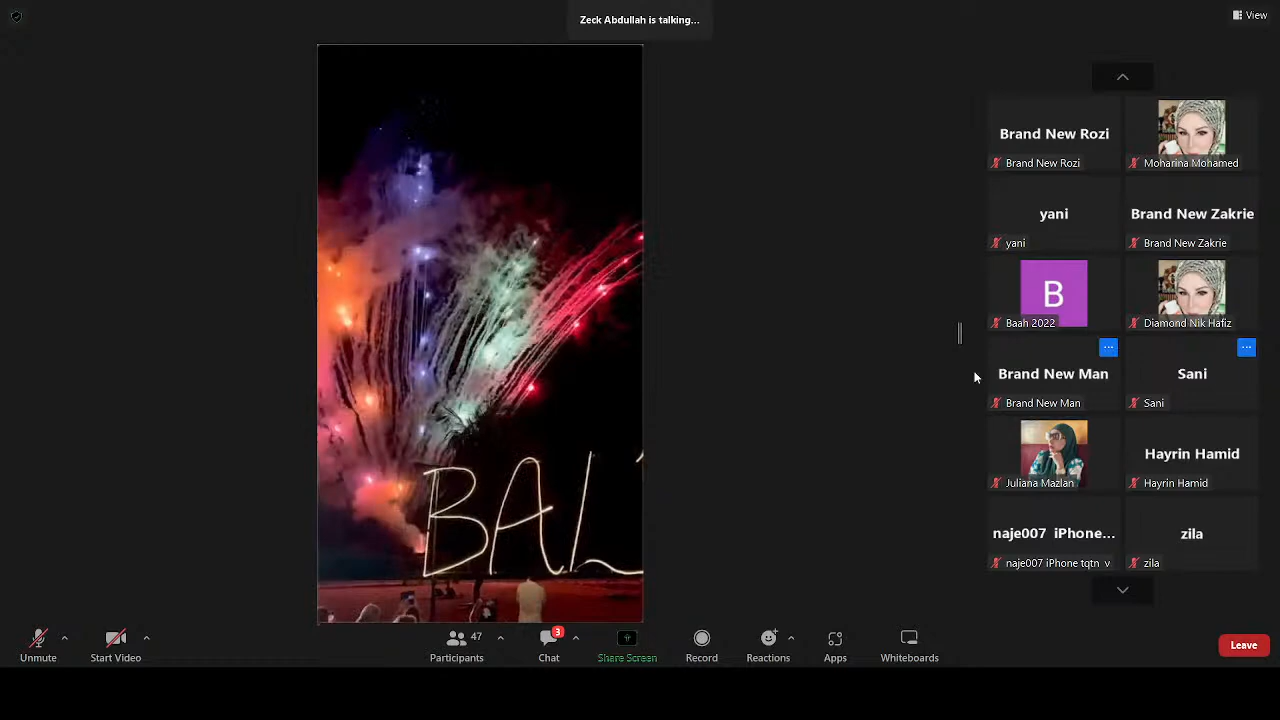 Zeck Abdullah is talking...
View
BAL
Brand New Rozi
Brand New Rozi
Moharina Mohamed
yani
yani
Brand New Zakrie
Brand New Zakrie
B
Baah 2022
Diamond Nik Hafiz
Brand New Man
Brand New Man
Sani
Sani
Juliana Mazlan
Hayrin Hamid
Hayrin Hamid
naje007 iPhone...
naje007 iPhone tqtn v
zila
zila
Unmute
Start Video
47
Participants
3
Chat
Share Screen
Record
Reactions
Apps
Whiteboards
Leave